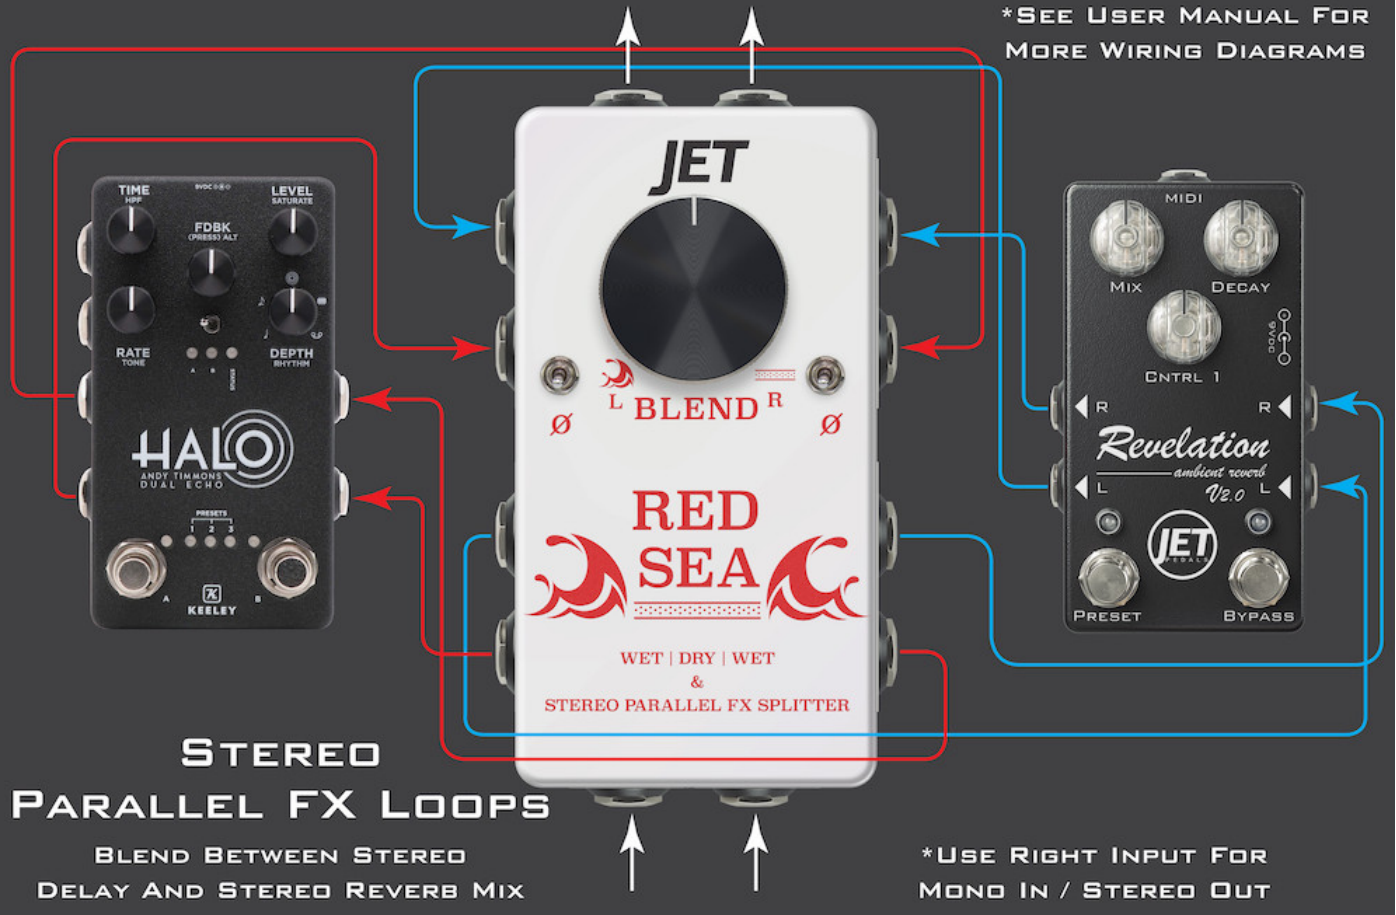 *See User Manual For
More Wiring Diagrams
JET
L BLEND R
Ø
Ø
RED
SEA
WET | DRY | WET
&
STEREO PARALLEL FX SPLITTER
TIME
HPF
9VDC
LEVEL
SATURATE
FDBK
(PRESS) ALT
RATE
TONE
A B STATUS
DEPTH
RHYTHM
HALO
ANDY TIMMONS
DUAL ECHO
PRESETS
1 2 3
A
B
KEELEY
MIDI
Mix
Decay
Cntrl 1
9VDC
R
R
Revelation
ambient reverb
V2.0
L
L
JET
PEDALS
Preset
Bypass
Stereo
Parallel FX Loops
Blend Between Stereo
Delay And Stereo Reverb Mix
*Use Right Input For
Mono In / Stereo Out